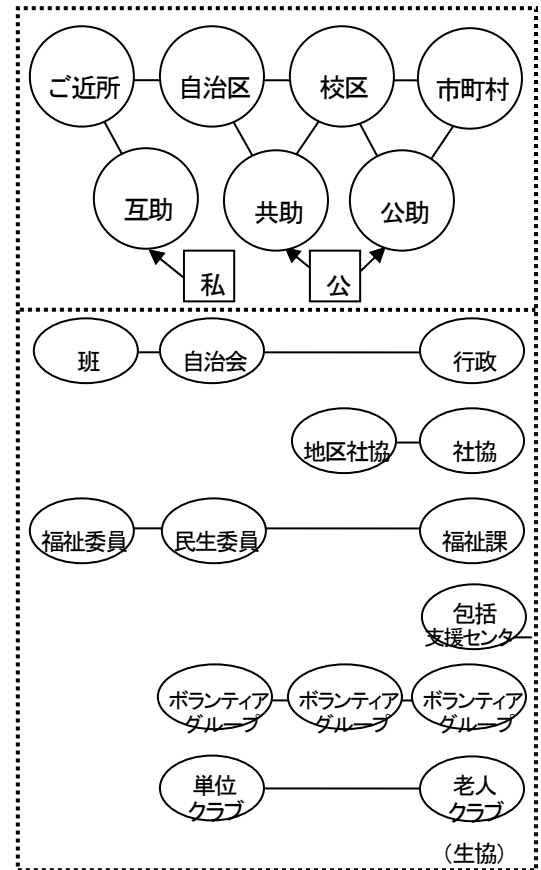 ご近所
自治区
校区
市町村
互助
共助
公助
私
公
班
自治会
行政
地区社協
社協
福祉委員
民生委員
福祉課
包括
支援センター
ボランティア
グループ
ボランティア
グループ
ボランティア
グループ
単位
クラブ
老人
クラブ
（生協）